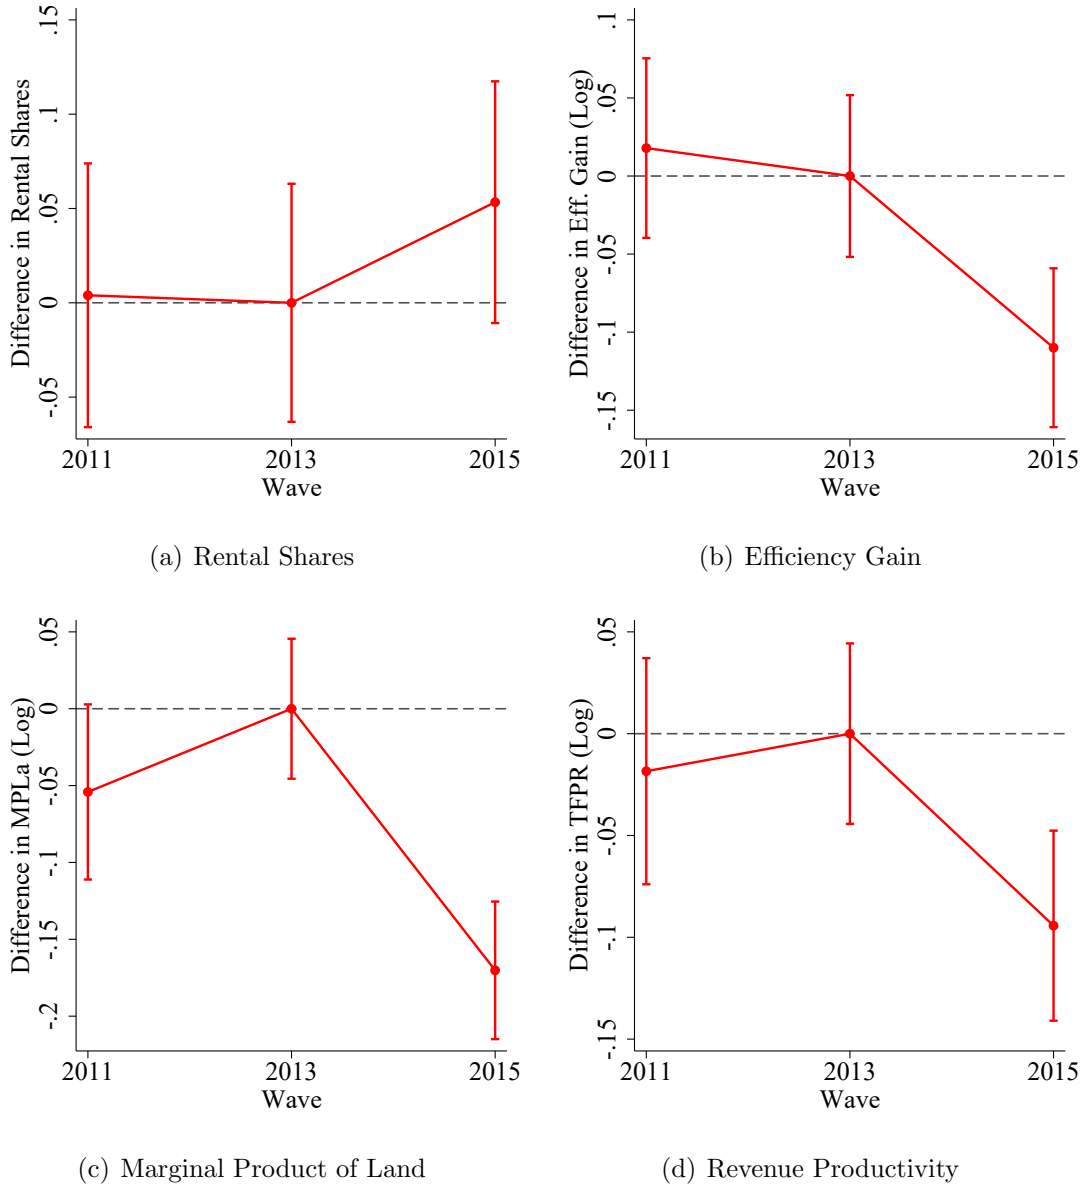 .15
.1
.05
0
-.05
Difference in Rental Shares
2011
2013
2015
Wave
(a) Rental Shares
.1
.05
0
-.05
-.1
-.15
Difference in Eff. Gain (Log)
2011
2013
2015
Wave
(b) Efficiency Gain
.05
0
-.05
-.1
-.15
-.2
Difference in MPLa (Log)
2011
2013
2015
Wave
(c) Marginal Product of Land
.05
0
-.05
-.1
-.15
Difference in TFPR (Log)
2011
2013
2015
Wave
(d) Revenue Productivity